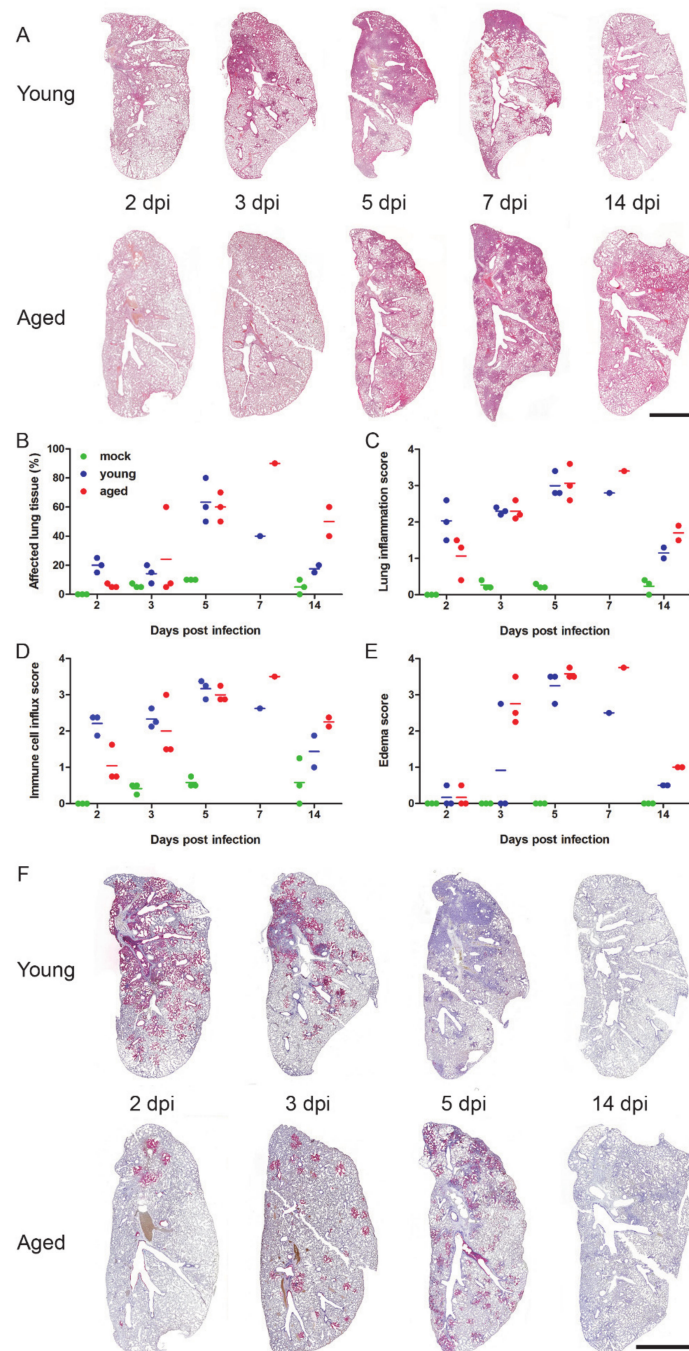 A
Young
2 dpi 3 dpi 5 dpi 7 dpi 14 dpi
Aged
B
mock
young
aged
Affected lung tissue (%)
100
80
60
40
20
0
2 3 5 7 14
Days post infection
C
Lung inflammation score
4
3
2
1
0
2 3 5 7 14
Days post infection
D
Immune cell influx score
4
3
2
1
0
2 3 5 7 14
Days post infection
E
Edema score
4
3
2
1
0
2 3 5 7 14
Days post infection
F
Young
2 dpi 3 dpi 5 dpi 14 dpi
Aged